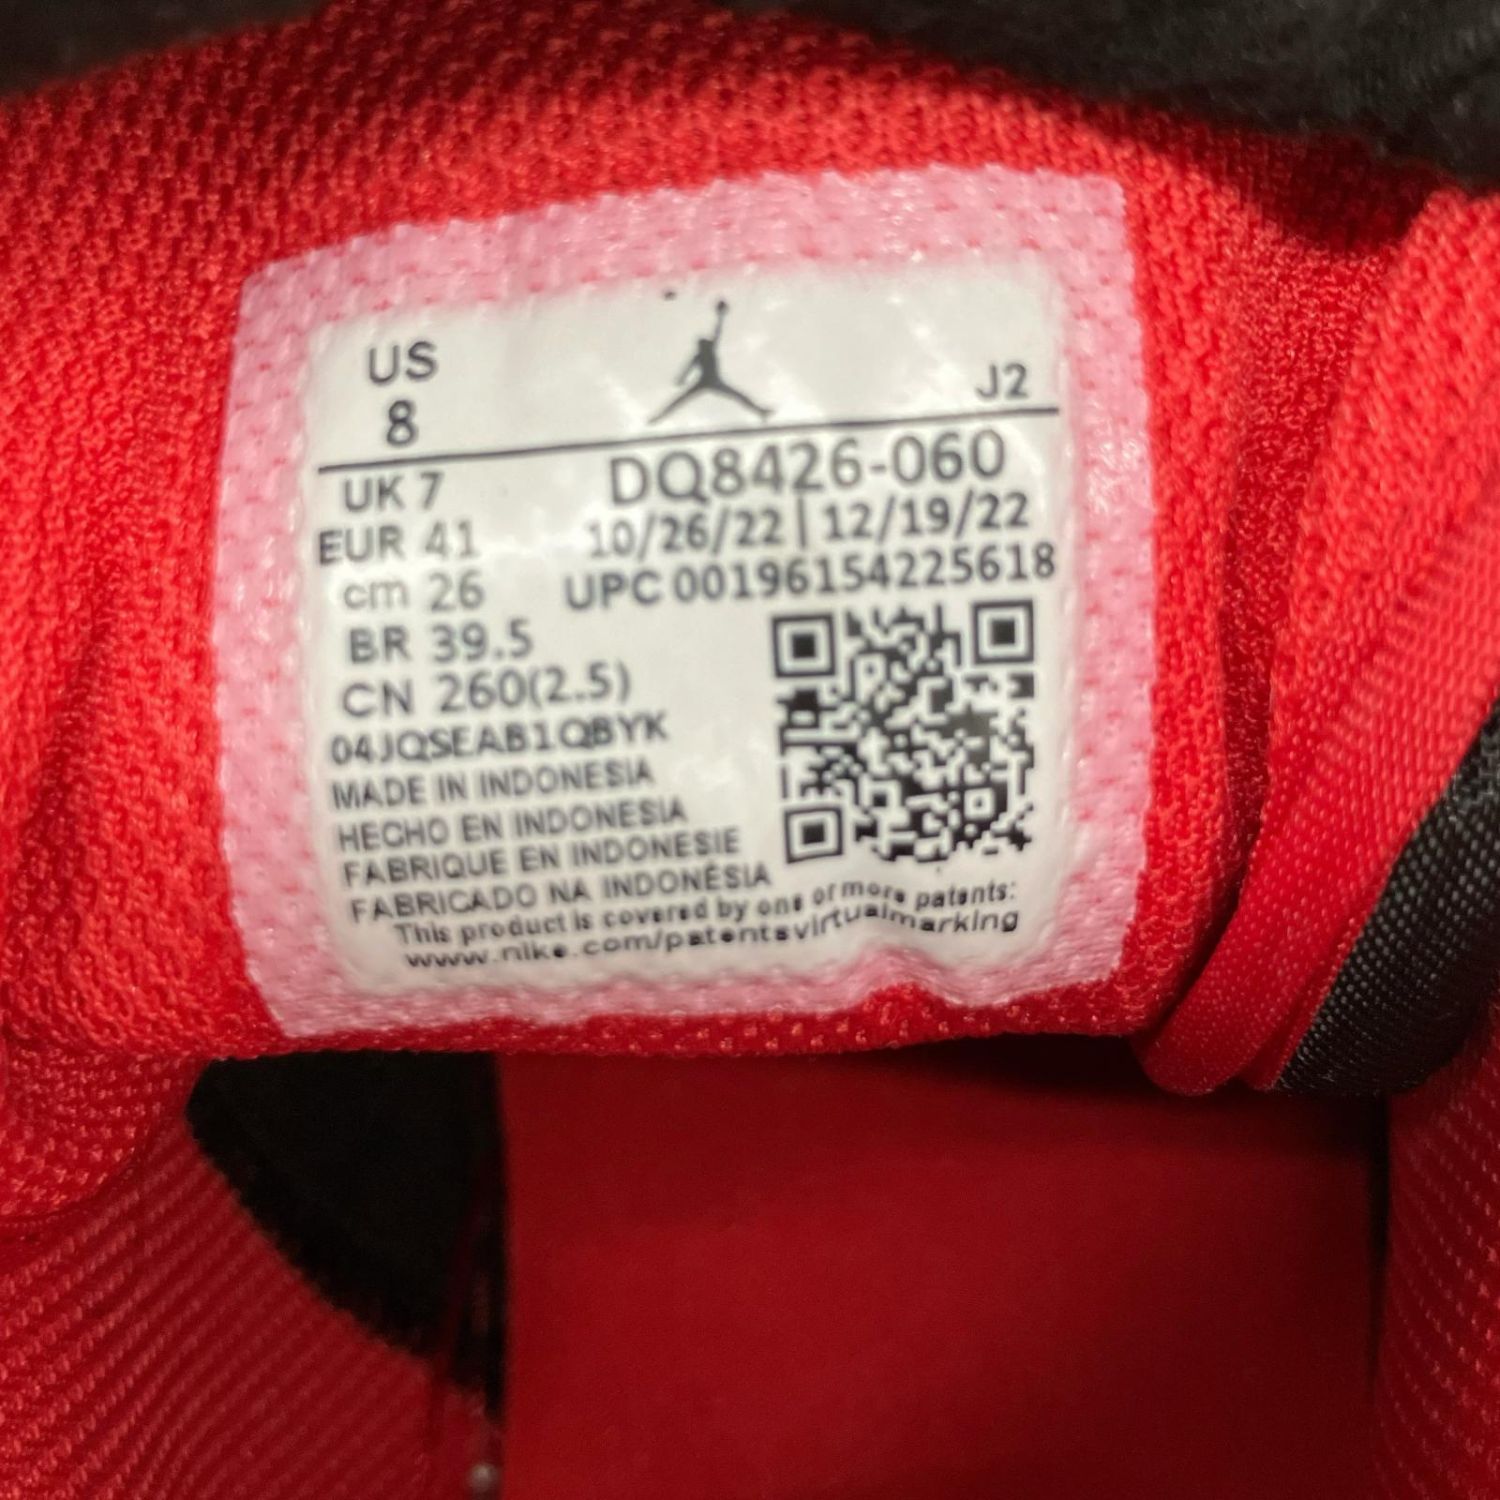 US
8
J2
UK 7
DQ8426-060
EUR 41
10/26/22 | 12/19/22
cm 26
UPC 00196154225618
BR 39.5
CN 260(2.5)
04JQSEAB1QBYK
MADE IN INDONESIA
HECHO EN INDONESIA
FABRIQUE EN INDONESIE
FABRICADO NA INDONÉSIA
This product is covered by one or more patents:
www.nike.com/patentsvirtualmarking